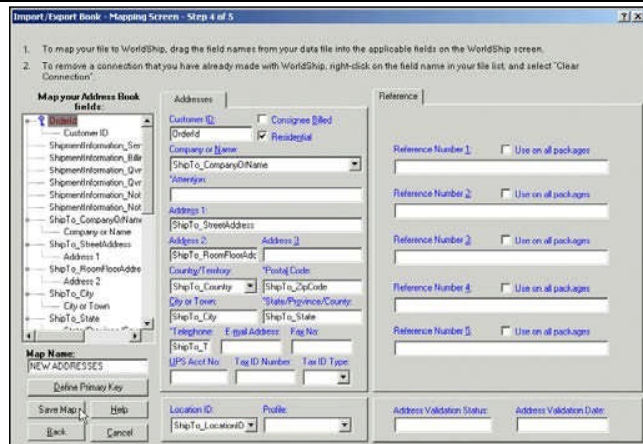 Import/Export Book - Mapping Screen - Step 4 of 5
1. To map your file to WorldShip, drag the field names from your data file into the applicable fields on the WorldShip screen.
2. To remove a connection that you have already made with WorldShip, right-click on the field name in your file list, and select "Clear
Connection".
Map your Address Book
fields:
OrderId
Customer ID
ShipmentInformation_Ser
ShipmentInformation_Billin
ShipmentInformation_Qvr
ShipmentInformation_Qvr
ShipmentInformation_Not
ShipmentInformation_Not
ShipTo_CompanyOrName
Company or Name
ShipTo_StreetAddress
Address 1
ShipTo_RoomFloorAddre
Address 2
ShipTo_City
City or Town
ShipTo_State
Map Name:
NEW ADDRESSES
Define Primary Key
Save Map
Help
Back
Cancel
Addresses
Customer ID:
Consignee Billed
OrderId
Residential
Company or Name:
ShipTo_CompanyOrName
*Attention:
Address 1:
ShipTo_StreetAddress
Address 2:
Address 3
ShipTo_RoomFloorAdd
Country/Territory:
*Postal Code:
ShipTo_Country
ShipTo_ZipCode
City or Town:
*State/Province/County:
ShipTo_City
ShipTo_State
*Telephone:
E-mail Address:
Fax No:
ShipTo_T
UPS Acct No:
Tax ID Number:
Tax ID Type:
Location ID:
Profile:
ShipTo_LocationID
Reference
Reference Number 1:
Use on all packages
Reference Number 2:
Use on all packages
Reference Number 3:
Use on all packages
Reference Number 4:
Use on all packages
Reference Number 5:
Use on all packages
Address Validation Status:
Address Validation Date: